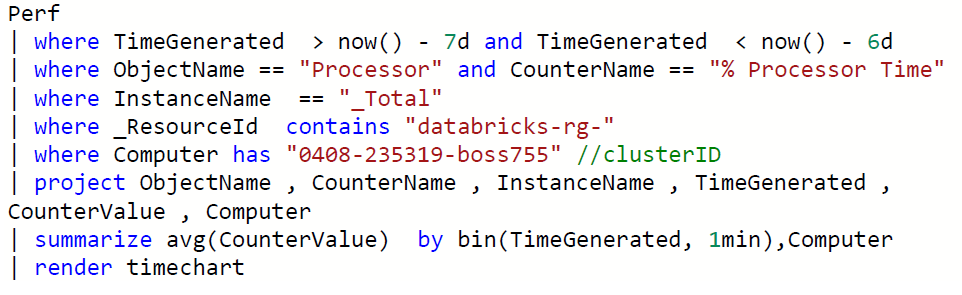 Perf
| where TimeGenerated  > now() - 7d and TimeGenerated  < now() - 6d
| where ObjectName == "Processor" and CounterName == "% Processor Time"
| where InstanceName  == "_Total"
| where _ResourceId  contains "databricks-rg-"
| where Computer has "0408-235319-boss755" //clusterID
| project ObjectName , CounterName , InstanceName , TimeGenerated ,
CounterValue , Computer
| summarize avg(CounterValue)  by bin(TimeGenerated, 1min),Computer
| render timechart